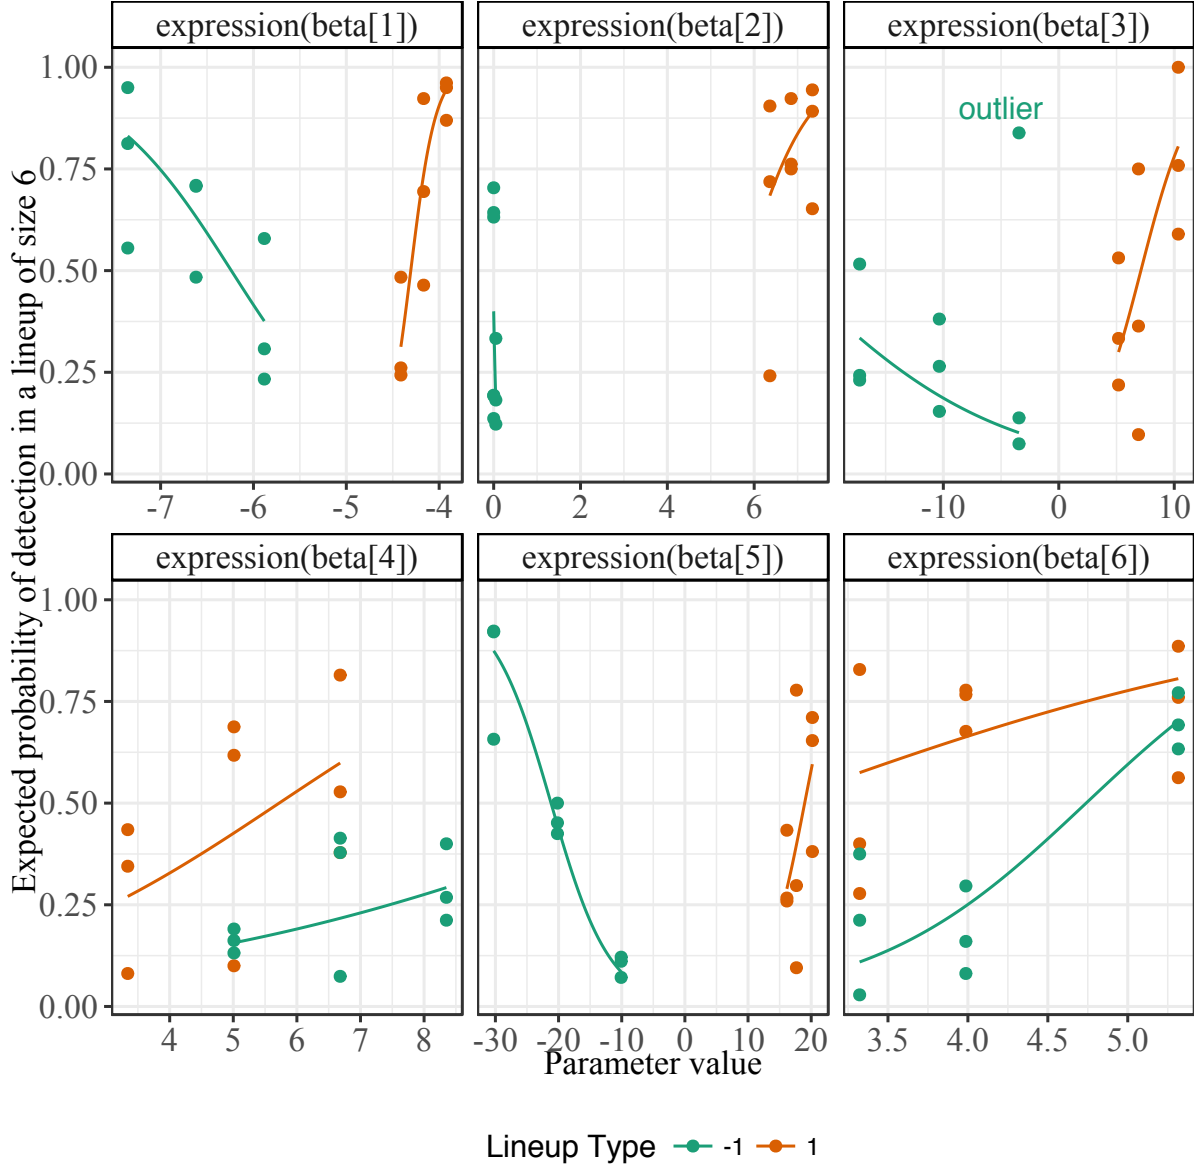 expression(beta[1]) expression(beta[2]) expression(beta[3])
1.00
0.75
0.50
0.25
0.00
outlier
-7 -6 -5 -4 0 2 4 6 -10 0 10
expression(beta[4]) expression(beta[5]) expression(beta[6])
1.00
0.75
0.50
0.25
0.00
4 5 6 7 8 -30 -20 -10 0 10 20 3.5 4.0 4.5 5.0
Expected probability of detection in a lineup of size 6
Parameter value
Lineup Type -1 1